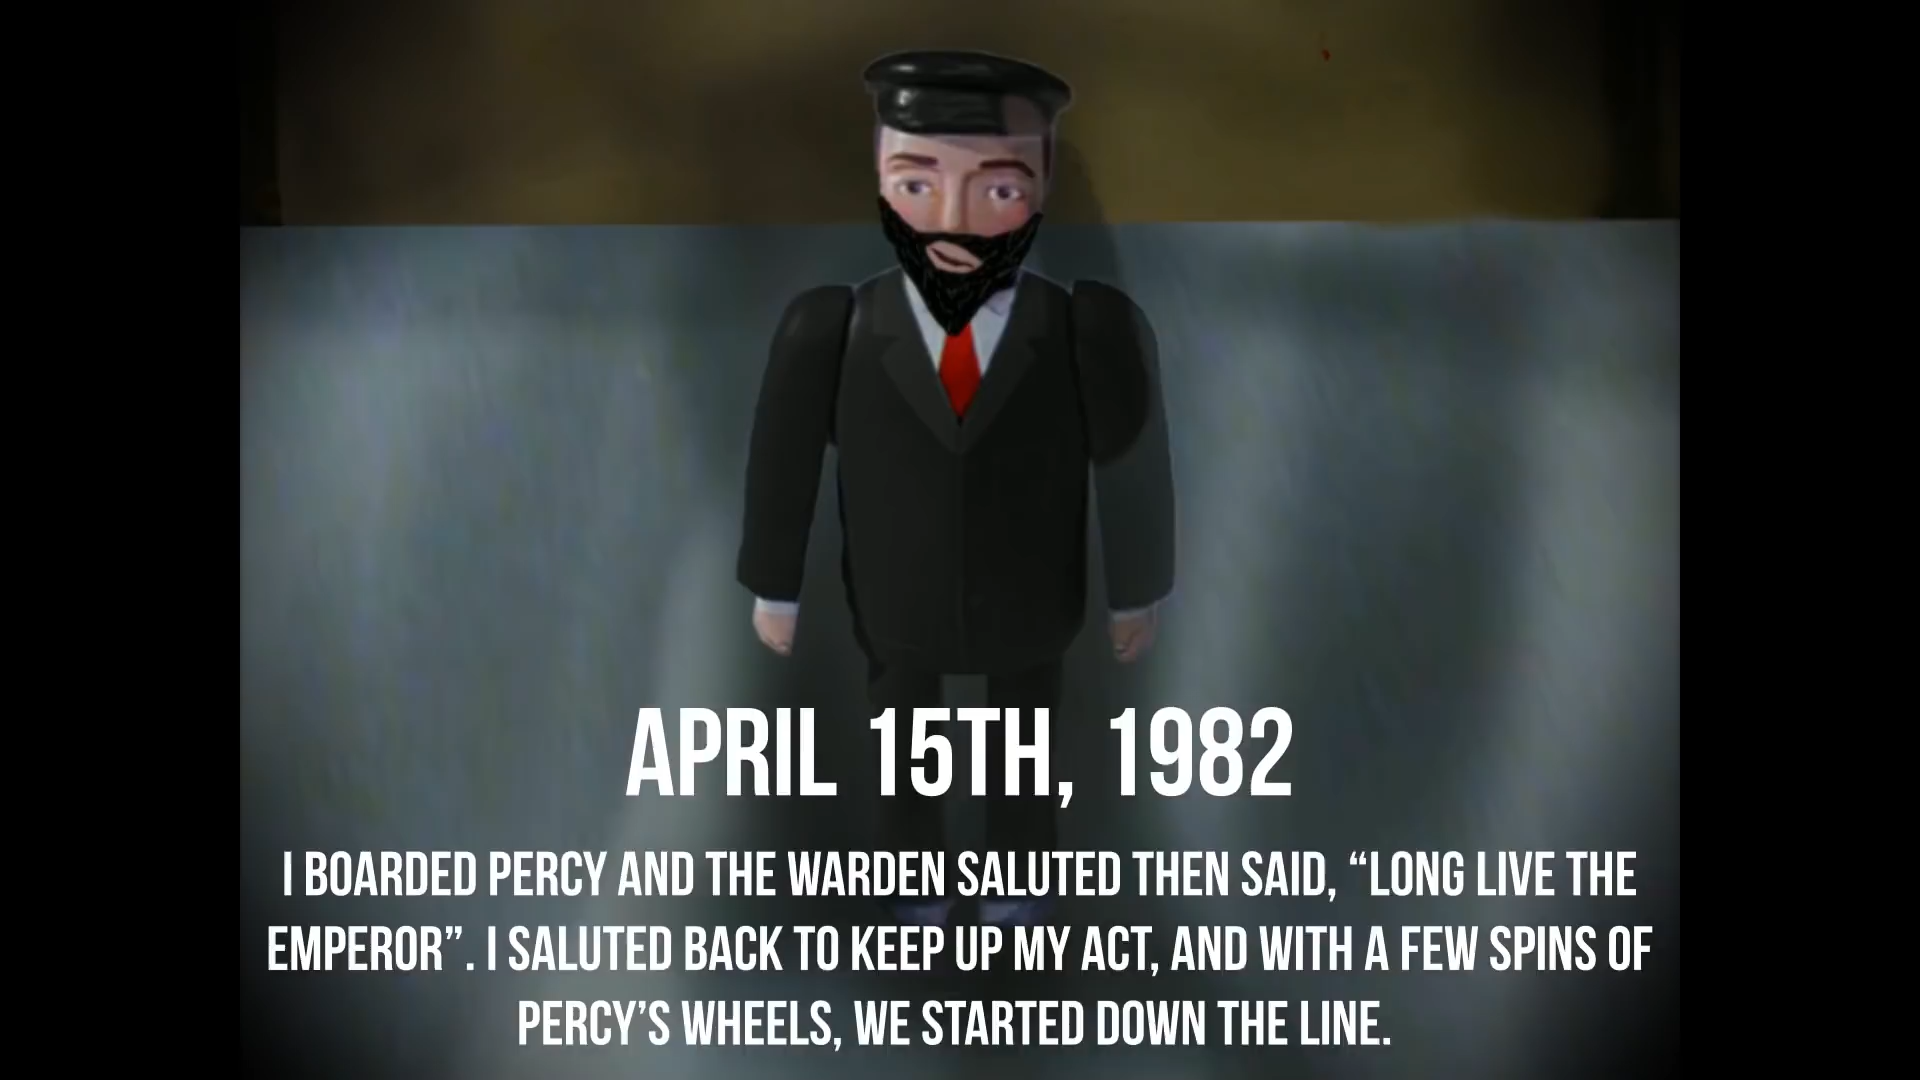 APRIL 15TH, 1982
I BOARDED PERCY AND THE WARDEN SALUTED THEN SAID, “LONG LIVE THE
EMPEROR”. I SALUTED BACK TO KEEP UP MY ACT, AND WITH A FEW SPINS OF
PERCY’S WHEELS, WE STARTED DOWN THE LINE.